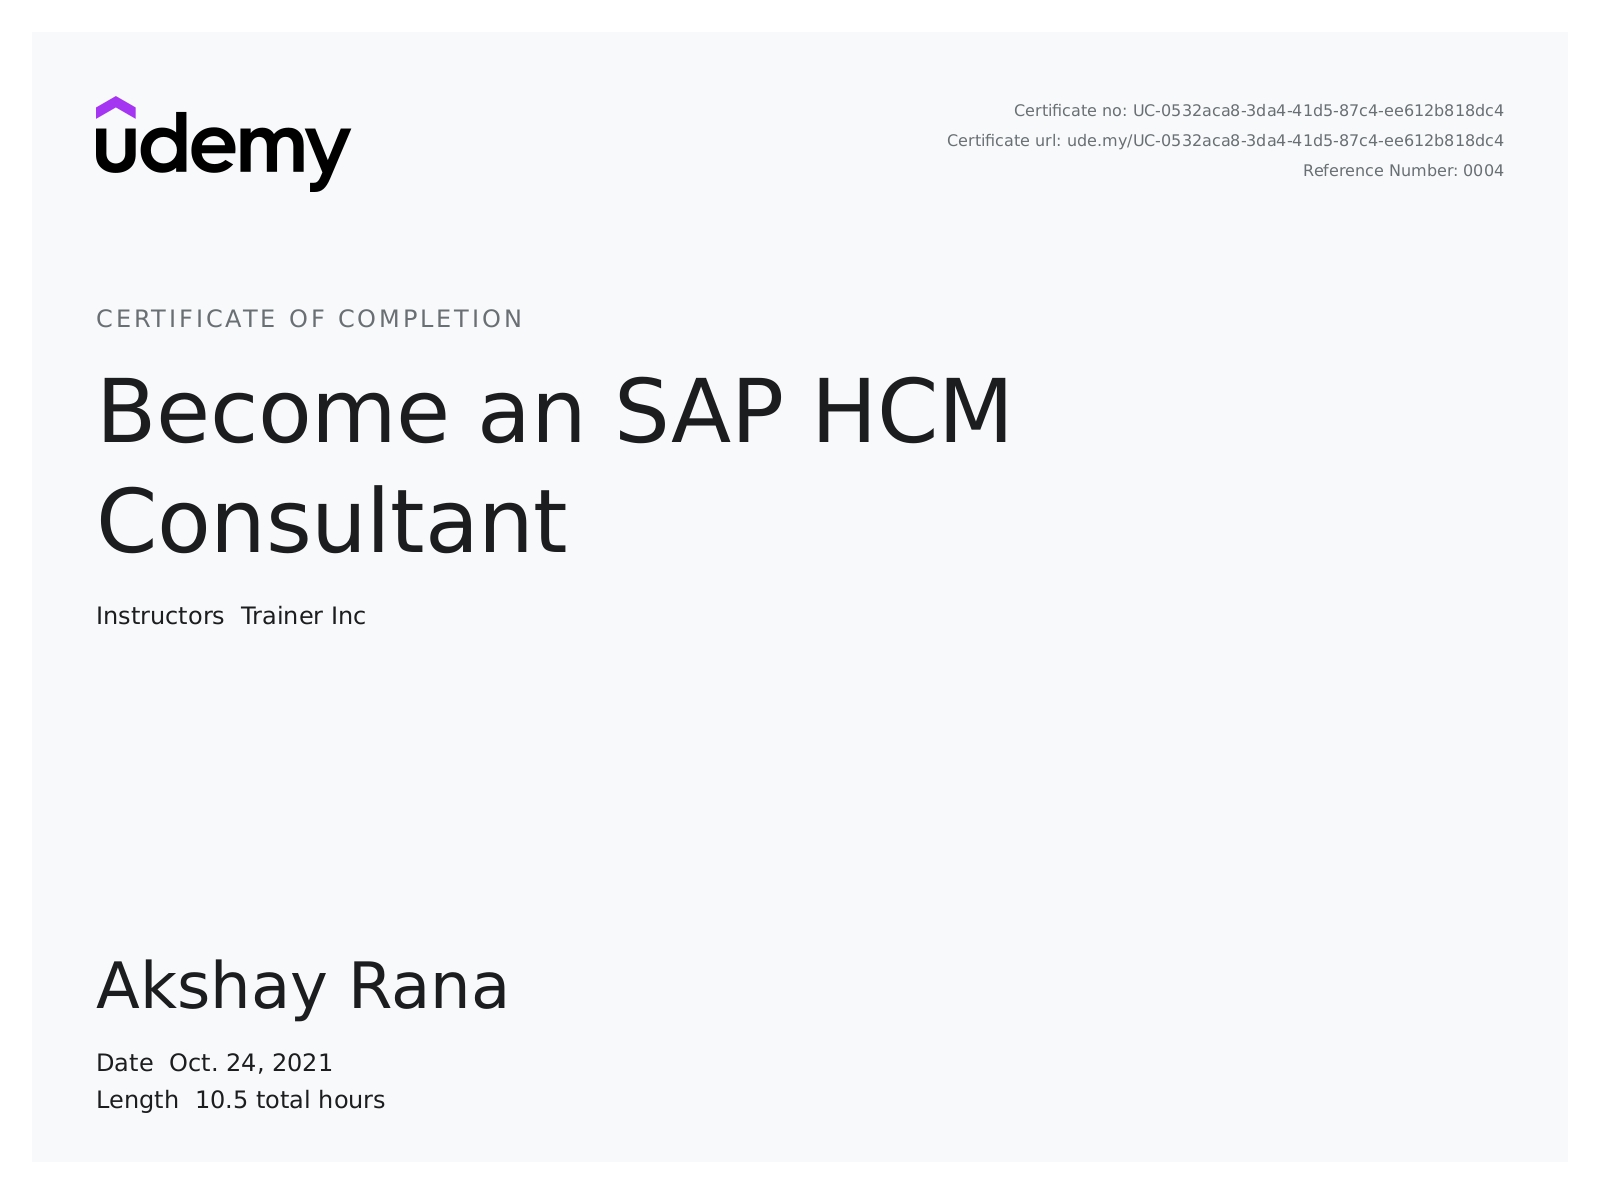 udemy
Certificate no: UC-0532aca8-3da4-41d5-87c4-ee612b818dc4
Certificate url: ude.my/UC-0532aca8-3da4-41d5-87c4-ee612b818dc4
Reference Number: 0004
CERTIFICATE OF COMPLETION
Become an SAP HCM
Consultant
Instructors Trainer Inc
Akshay Rana
Date Oct. 24, 2021
Length 10.5 total hours